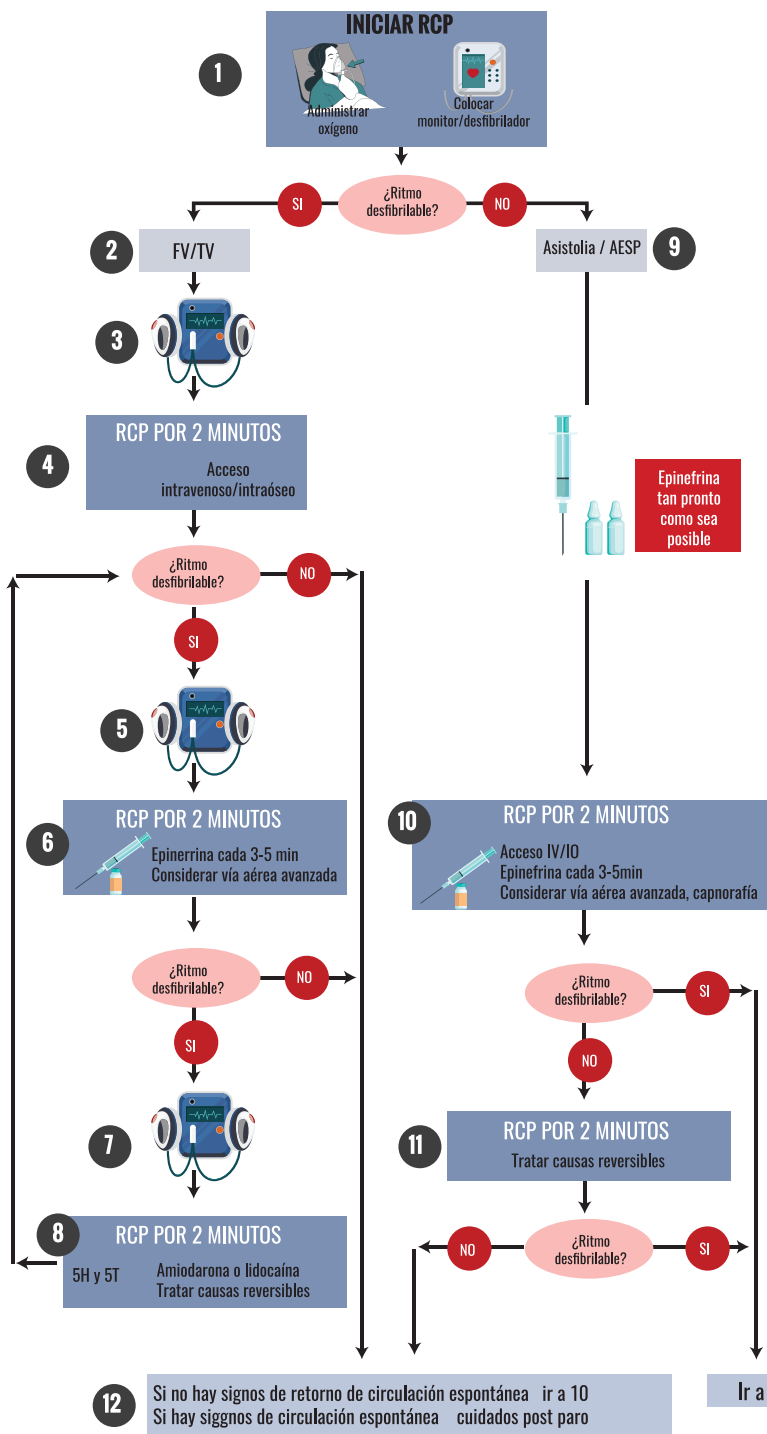 INICIAR RCP
1
Administrar
oxígeno
Colocar
monitor/desfibrilador
SI
¿Ritmo
desfibrilable?
NO
2
FV/TV
Asistolia / AESP
9
3
RCP POR 2 MINUTOS
4
Acceso
intravenoso/intraóseo
Epinefrina
tan pronto
como sea
posible
¿Ritmo
desfibrilable?
NO
SI
5
RCP POR 2 MINUTOS
6
Epinerrina cada 3-5 min
Considerar vía aérea avanzada
RCP POR 2 MINUTOS
10
Acceso IV/IO
Epinefrina cada 3-5min
Considerar vía aérea avanzada, capnorafía
¿Ritmo
desfibrilable?
NO
SI
¿Ritmo
desfibrilable?
SI
NO
7
RCP POR 2 MINUTOS
11
Tratar causas reversibles
8
RCP POR 2 MINUTOS
5H y 5T
Amiodarona o lidocaína
Tratar causas reversibles
NO
¿Ritmo
desfibrilable?
SI
12
Si no hay signos de retorno de circulación espontánea ir a 10
Si hay siggnos de circulación espontánea cuidados post paro
Ir a